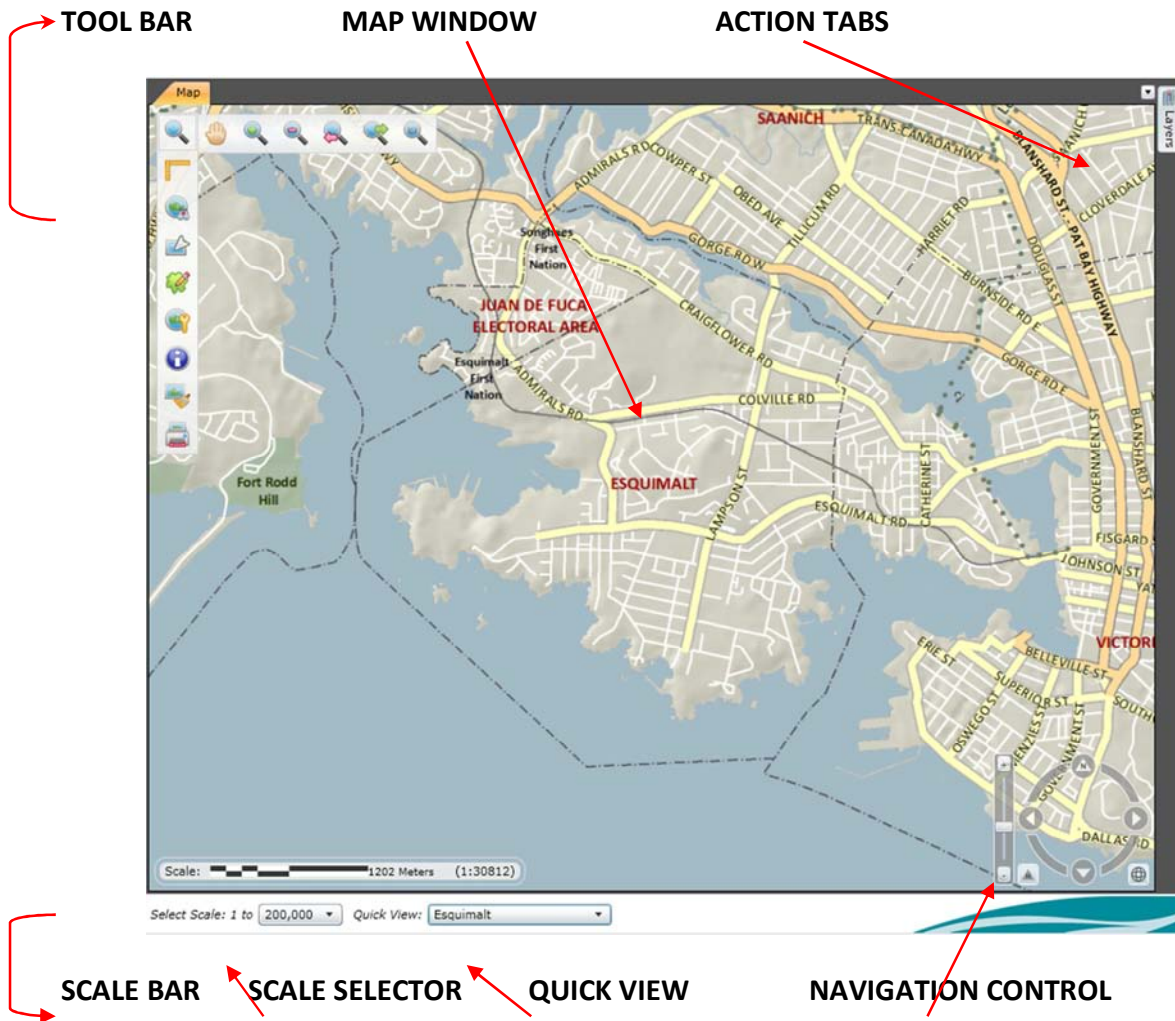 TOOL BAR MAP WINDOW ACTION TABS
Map
Layers
SAANICH
TRANS-CANADA HWY
ADMIRALS RD
COWPER ST
OBED AVE
TILLICUM RD
HARRIET RD
BLANSHARD ST. - PAT BAY HIGHWAY
CLOVERDALE A
Songhees
First
Nation
GORGE RD W
DOUGLAS ST
BURNSIDE RD E
JUAN DE FUCA
ELECTORAL AREA
CRAIGFLOWER RD
Esquimalt
First
Nation
ADMIRALS RD
GORGE RD E
COLVILLE RD
GOVERNMENT ST
BLANSHARD ST
Fort Rodd
Hill
ESQUIMALT
LAMPSON ST
ESQUIMALT RD
CATHERINE ST
FISGARD
JOHNSON ST
YAT
VICTORI
ERIE ST
BELLEVILLE ST
SUPERIOR ST
SOUTH
OSWEGO ST
MENZIES ST
GOVERNMENT ST
N
DALLAS RD
Scale: 1202 Meters (1:30812)
Select Scale: 1 to 200,000 Quick View: Esquimalt
SCALE BAR SCALE SELECTOR QUICK VIEW NAVIGATION CONTROL